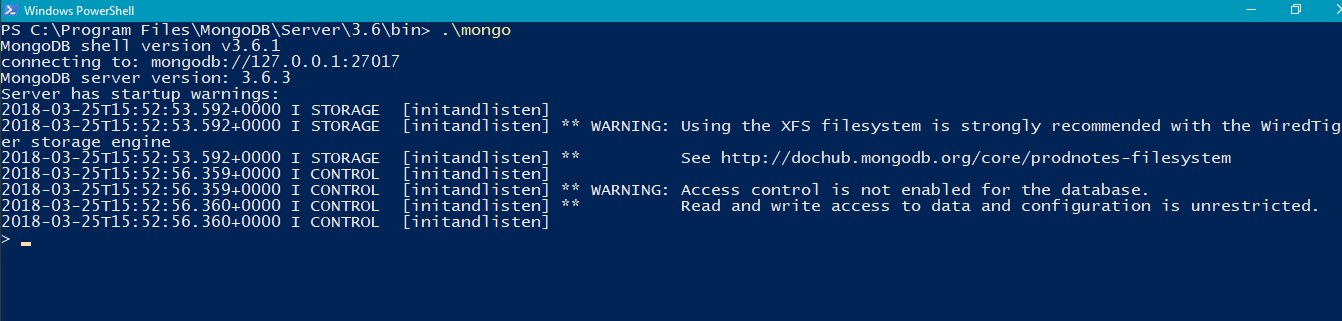 Windows PowerShell
PS C:\Program Files\MongoDB\Server\3.6\bin> .\mongo
MongoDB shell version v3.6.1
connecting to: mongodb://127.0.0.1:27017
MongoDB server version: 3.6.3
Server has startup warnings:
2018-03-25T15:52:53.592+0000 I STORAGE  [initandlisten]
2018-03-25T15:52:53.592+0000 I STORAGE  [initandlisten] ** WARNING: Using the XFS filesystem is strongly recommended with the WiredTig
er storage engine
2018-03-25T15:52:53.592+0000 I STORAGE  [initandlisten] **          See http://dochub.mongodb.org/core/prodnotes-filesystem
2018-03-25T15:52:56.359+0000 I CONTROL  [initandlisten]
2018-03-25T15:52:56.359+0000 I CONTROL  [initandlisten] ** WARNING: Access control is not enabled for the database.
2018-03-25T15:52:56.360+0000 I CONTROL  [initandlisten] **          Read and write access to data and configuration is unrestricted.
2018-03-25T15:52:56.360+0000 I CONTROL  [initandlisten]
>